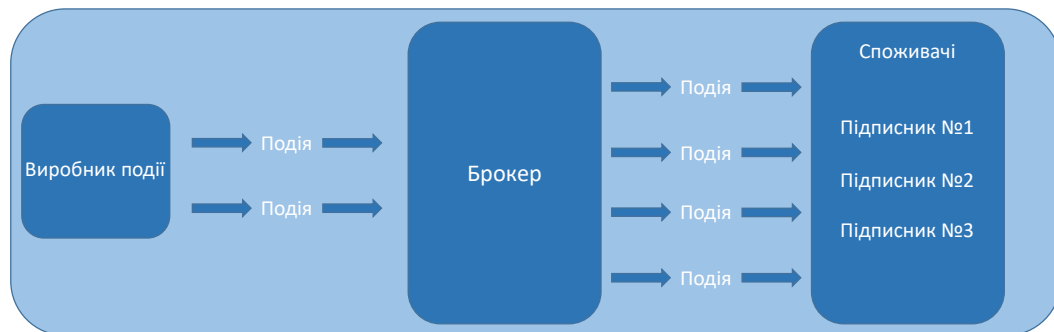 Виробник події
Подія
Подія
Брокер
Подія
Подія
Подія
Подія
Споживачі
Підписник №1
Підписник №2
Підписник №3